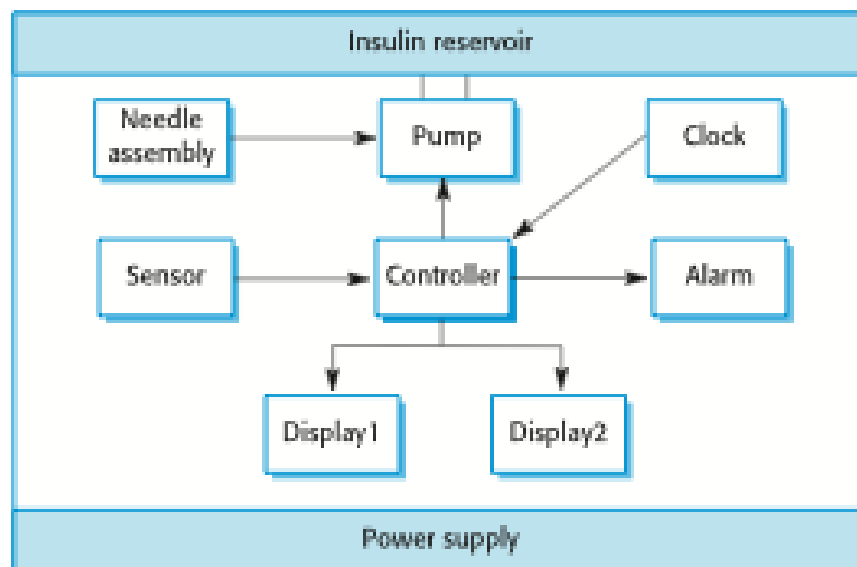 Insulin reservoir
Needle
assembly
Pump
Clock
Sensor
Controller
Alarm
Display1
Display2
Power supply